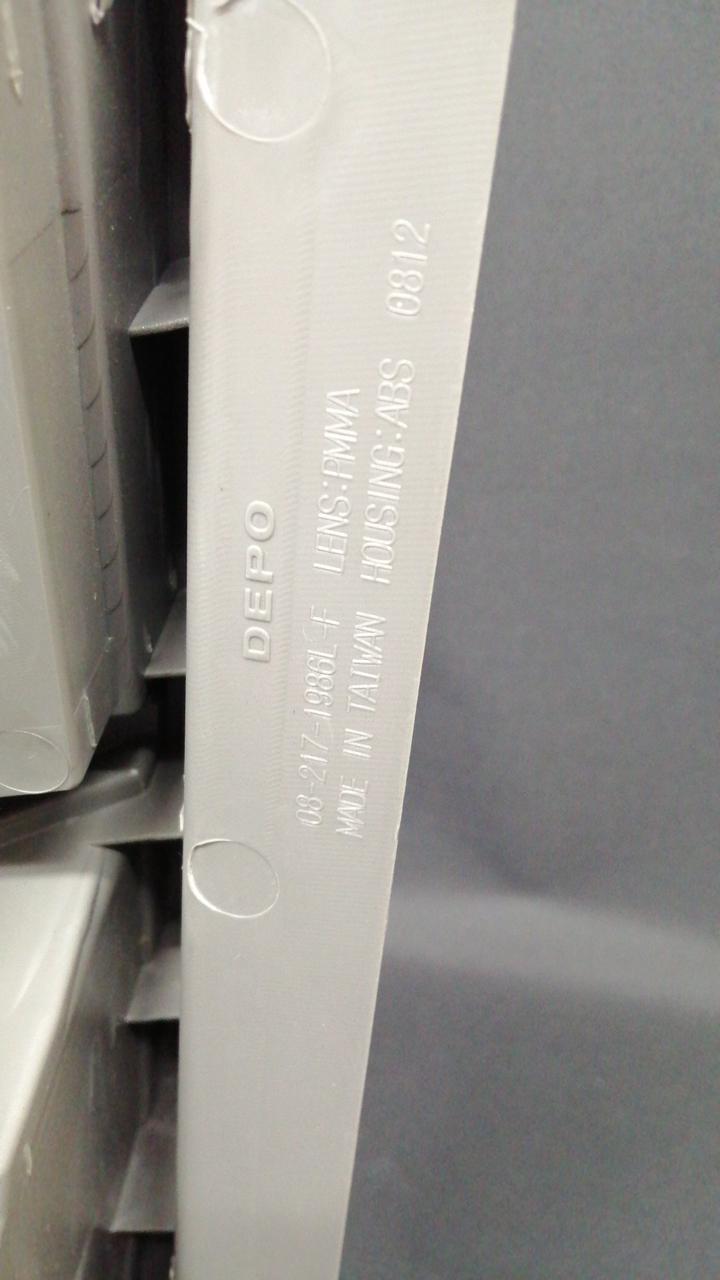 DEPO
08-217-1986L-F LENS:PMMA
MADE IN TAIWAN HOUSING:ABS 0812